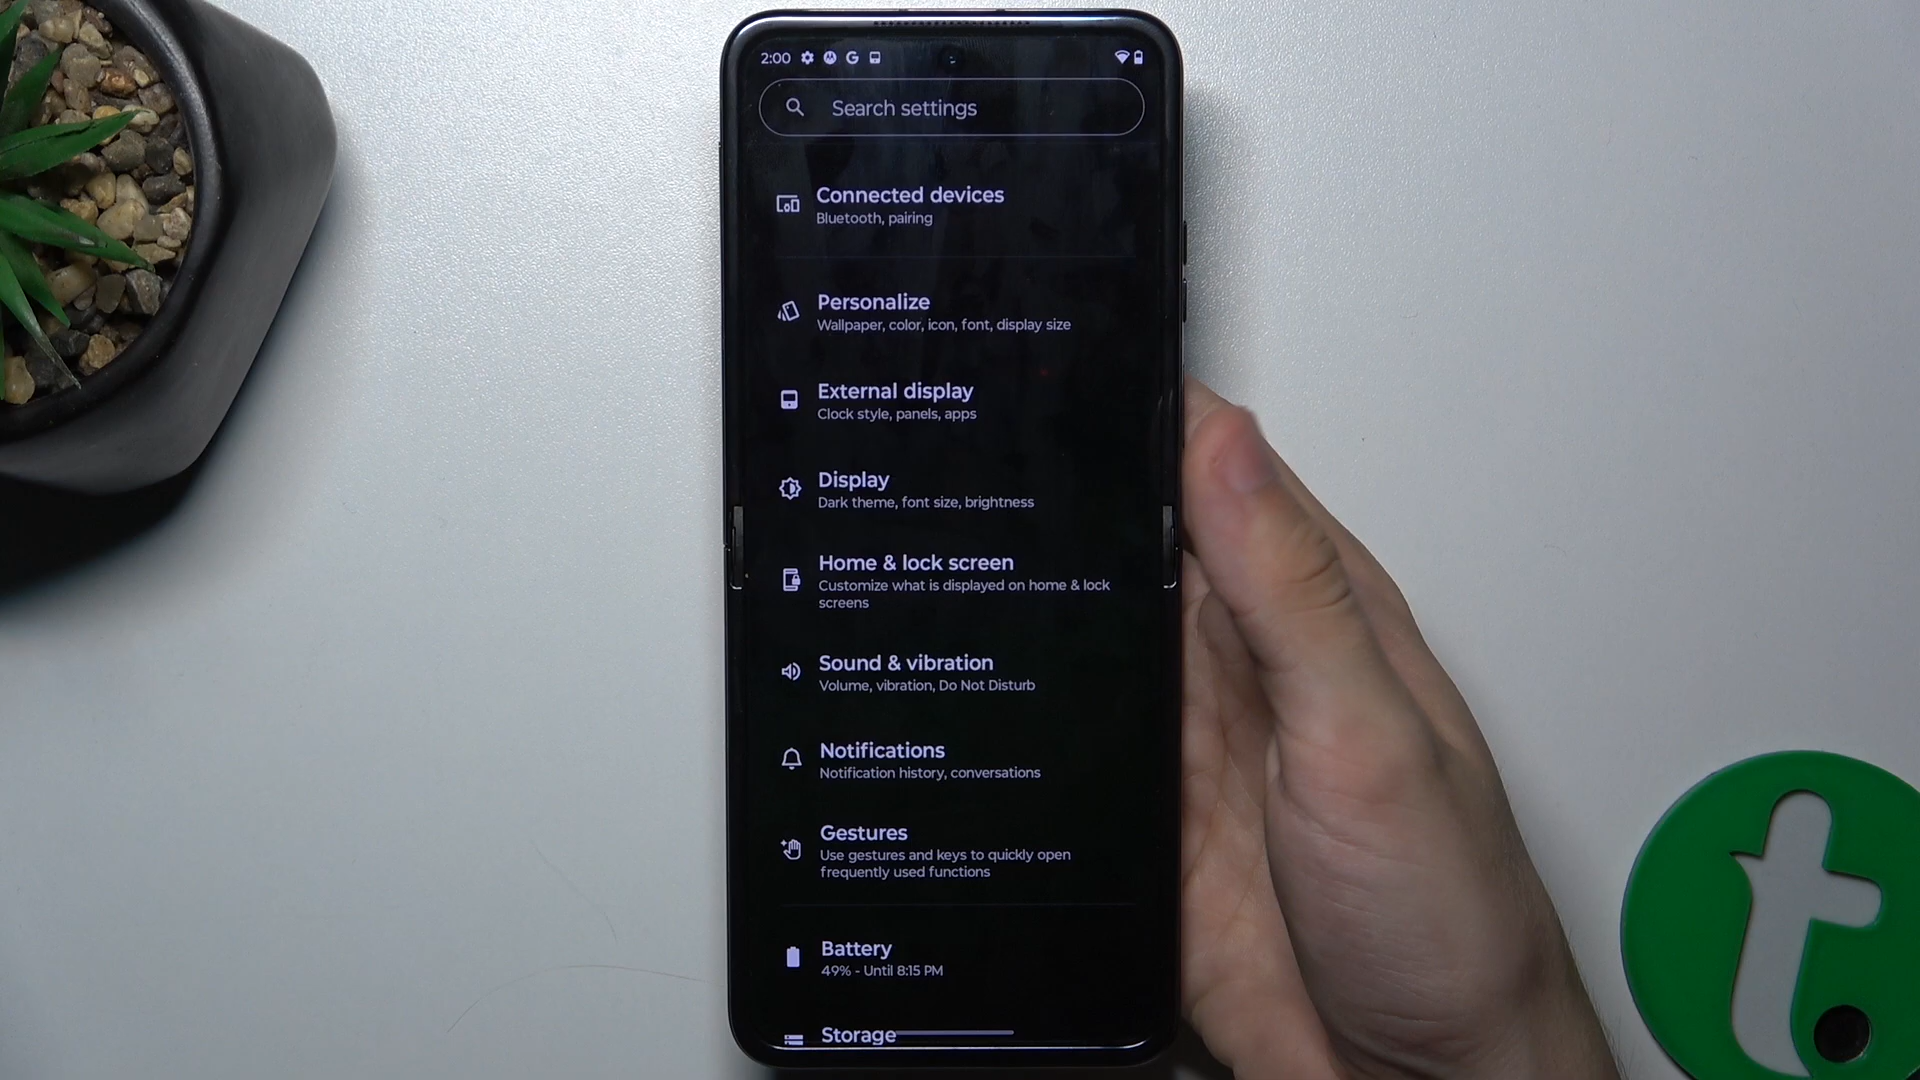 2:00
Search settings
Connected devices
Bluetooth, pairing
Personalize
Wallpaper, color, icon, font, display size
External display
Clock style, panels, apps
Display
Dark theme, font size, brightness
Home & lock screen
Customize what is displayed on home & lock
screens
Sound & vibration
Volume, vibration, Do Not Disturb
Notifications
Notification history, conversations
Gestures
Use gestures and keys to quickly open
frequently used functions
Battery
49% - Until 8:15 PM
Storage